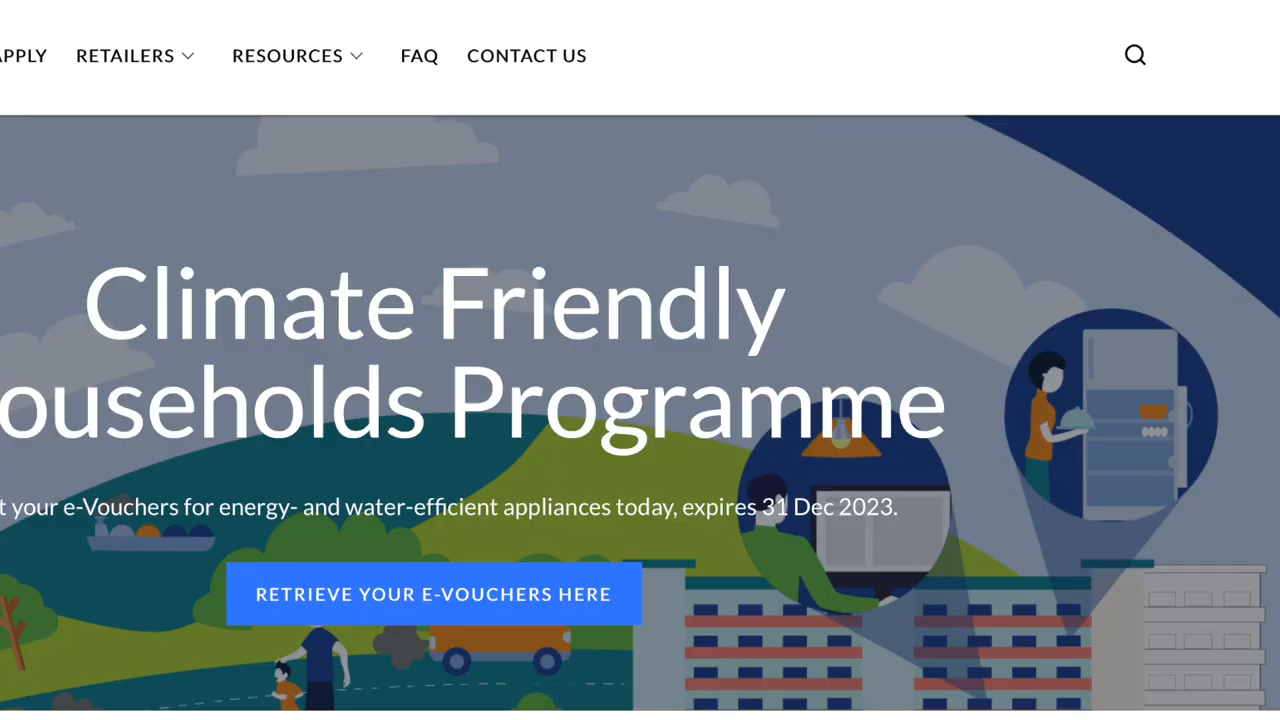 APPLY RETAILERS RESOURCES FAQ CONTACT US
Climate Friendly
ouseholds Programme
t your e-Vouchers for energy- and water-efficient appliances today, expires 31 Dec 2023.
RETRIEVE YOUR E-VOUCHERS HERE